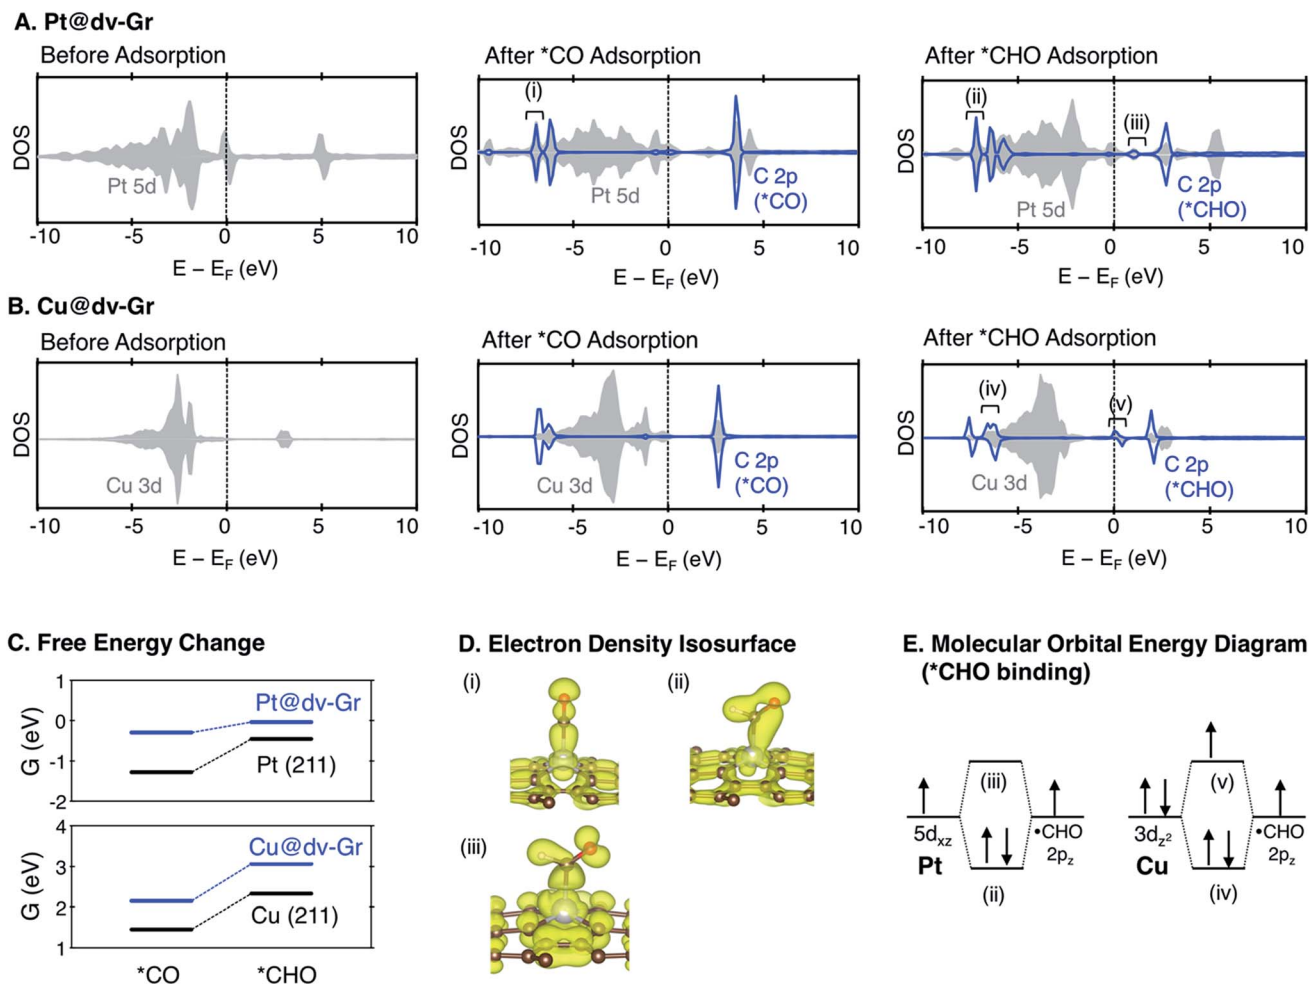 A. Pt@dv-Gr
Before Adsorption
After *CO Adsorption
After *CHO Adsorption
DOS
Pt 5d
-10 -5 0 5 10
E – E_F (eV)
DOS
(i)
Pt 5d
C 2p
(*CO)
-10 -5 0 5 10
E – E_F (eV)
DOS
(ii)
(iii)
Pt 5d
C 2p
(*CHO)
-10 -5 0 5 10
E – E_F (eV)
B. Cu@dv-Gr
Before Adsorption
After *CO Adsorption
After *CHO Adsorption
DOS
Cu 3d
-10 -5 0 5 10
E – E_F (eV)
DOS
Cu 3d
C 2p
(*CO)
-10 -5 0 5 10
E – E_F (eV)
DOS
(iv)
(v)
Cu 3d
C 2p
(*CHO)
-10 -5 0 5 10
E – E_F (eV)
C. Free Energy Change
G (eV)
1
0
-1
-2
Pt@dv-Gr
Pt (211)
G (eV)
4
3
2
1
Cu@dv-Gr
Cu (211)
*CO
*CHO
D. Electron Density Isosurface
(i)
(ii)
(iii)
E. Molecular Orbital Energy Diagram
(*CHO binding)
(iii)
5d_xz
Pt
•CHO
2p_z
(ii)
(v)
3d_z²
Cu
•CHO
2p_z
(iv)